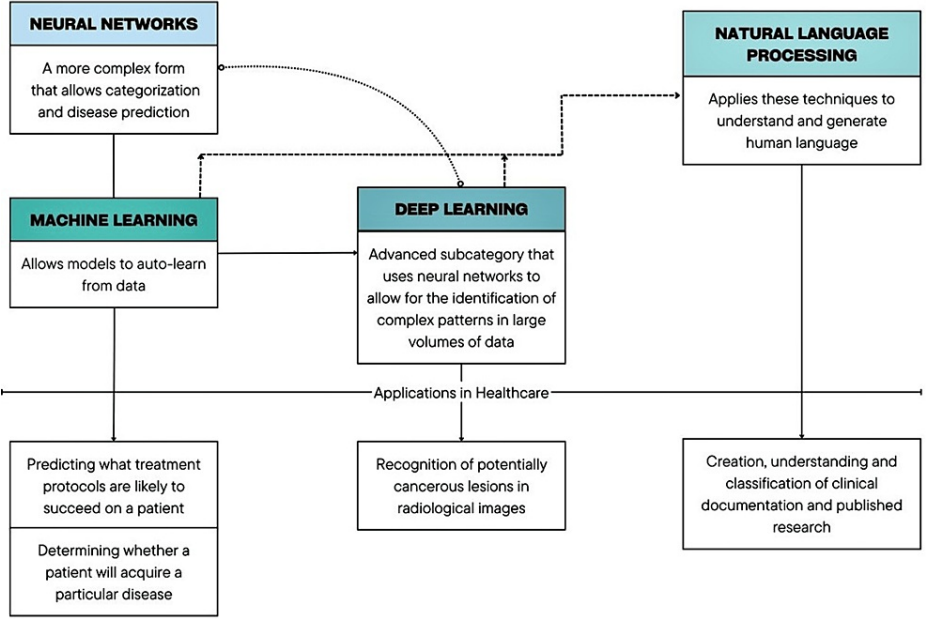 NEURAL NETWORKS
A more complex form
that allows categorization
and disease prediction
NATURAL LANGUAGE
PROCESSING
Applies these techniques to
understand and generate
human language
MACHINE LEARNING
Allows models to auto-learn
from data
DEEP LEARNING
Advanced subcategory that
uses neural networks to
allow for the identification of
complex patterns in large
volumes of data
Applications in Healthcare
Predicting what treatment
protocols are likely to
succeed on a patient
Determining whether a
patient will acquire a
particular disease
Recognition of potentially
cancerous lesions in
radiological images
Creation, understanding and
classification of clinical
documentation and published
research